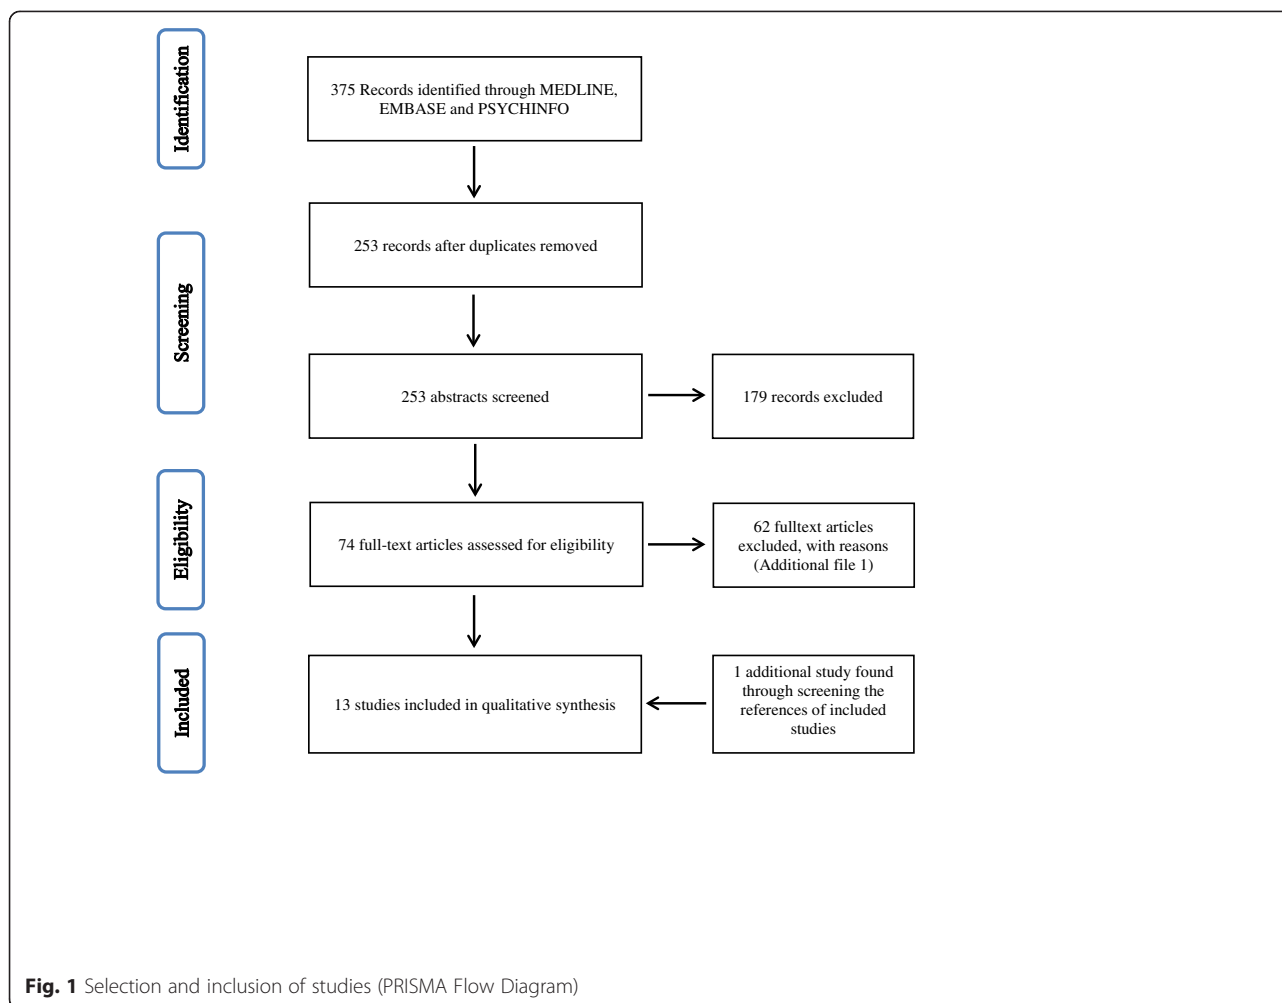 Identification
375 Records identified through MEDLINE,
EMBASE and PSYCHINFO
Screening
253 records after duplicates removed
253 abstracts screened
179 records excluded
Eligibility
74 full-text articles assessed for eligibility
62 fulltext articles
excluded, with reasons
(Additional file 1)
Included
13 studies included in qualitative synthesis
1 additional study found
through screening the
references of included
studies
Fig. 1 Selection and inclusion of studies (PRISMA Flow Diagram)